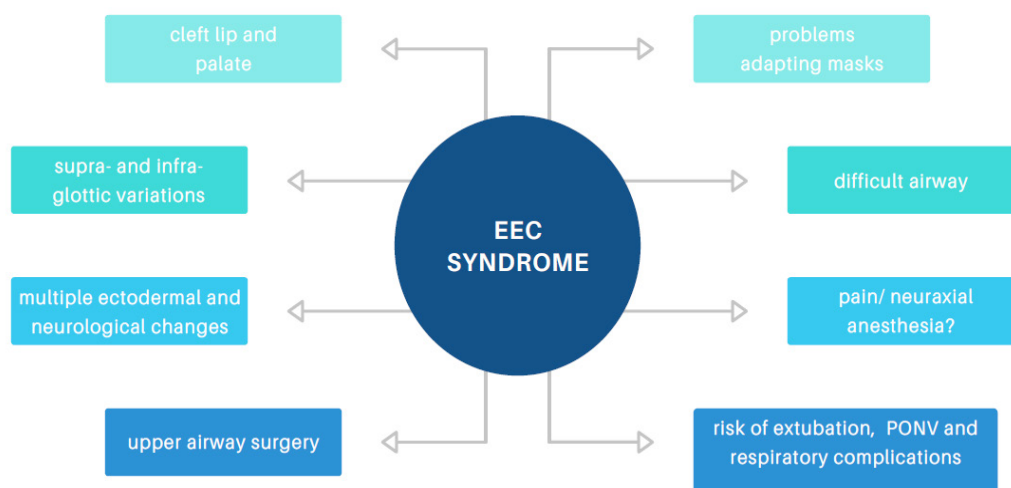 cleft lip and
palate
problems
adapting masks
supra- and infra-
glottic variations
difficult airway
EEC
SYNDROME
multiple ectodermal and
neurological changes
pain/ neuraxial
anesthesia?
upper airway surgery
risk of extubation, PONV and
respiratory complications